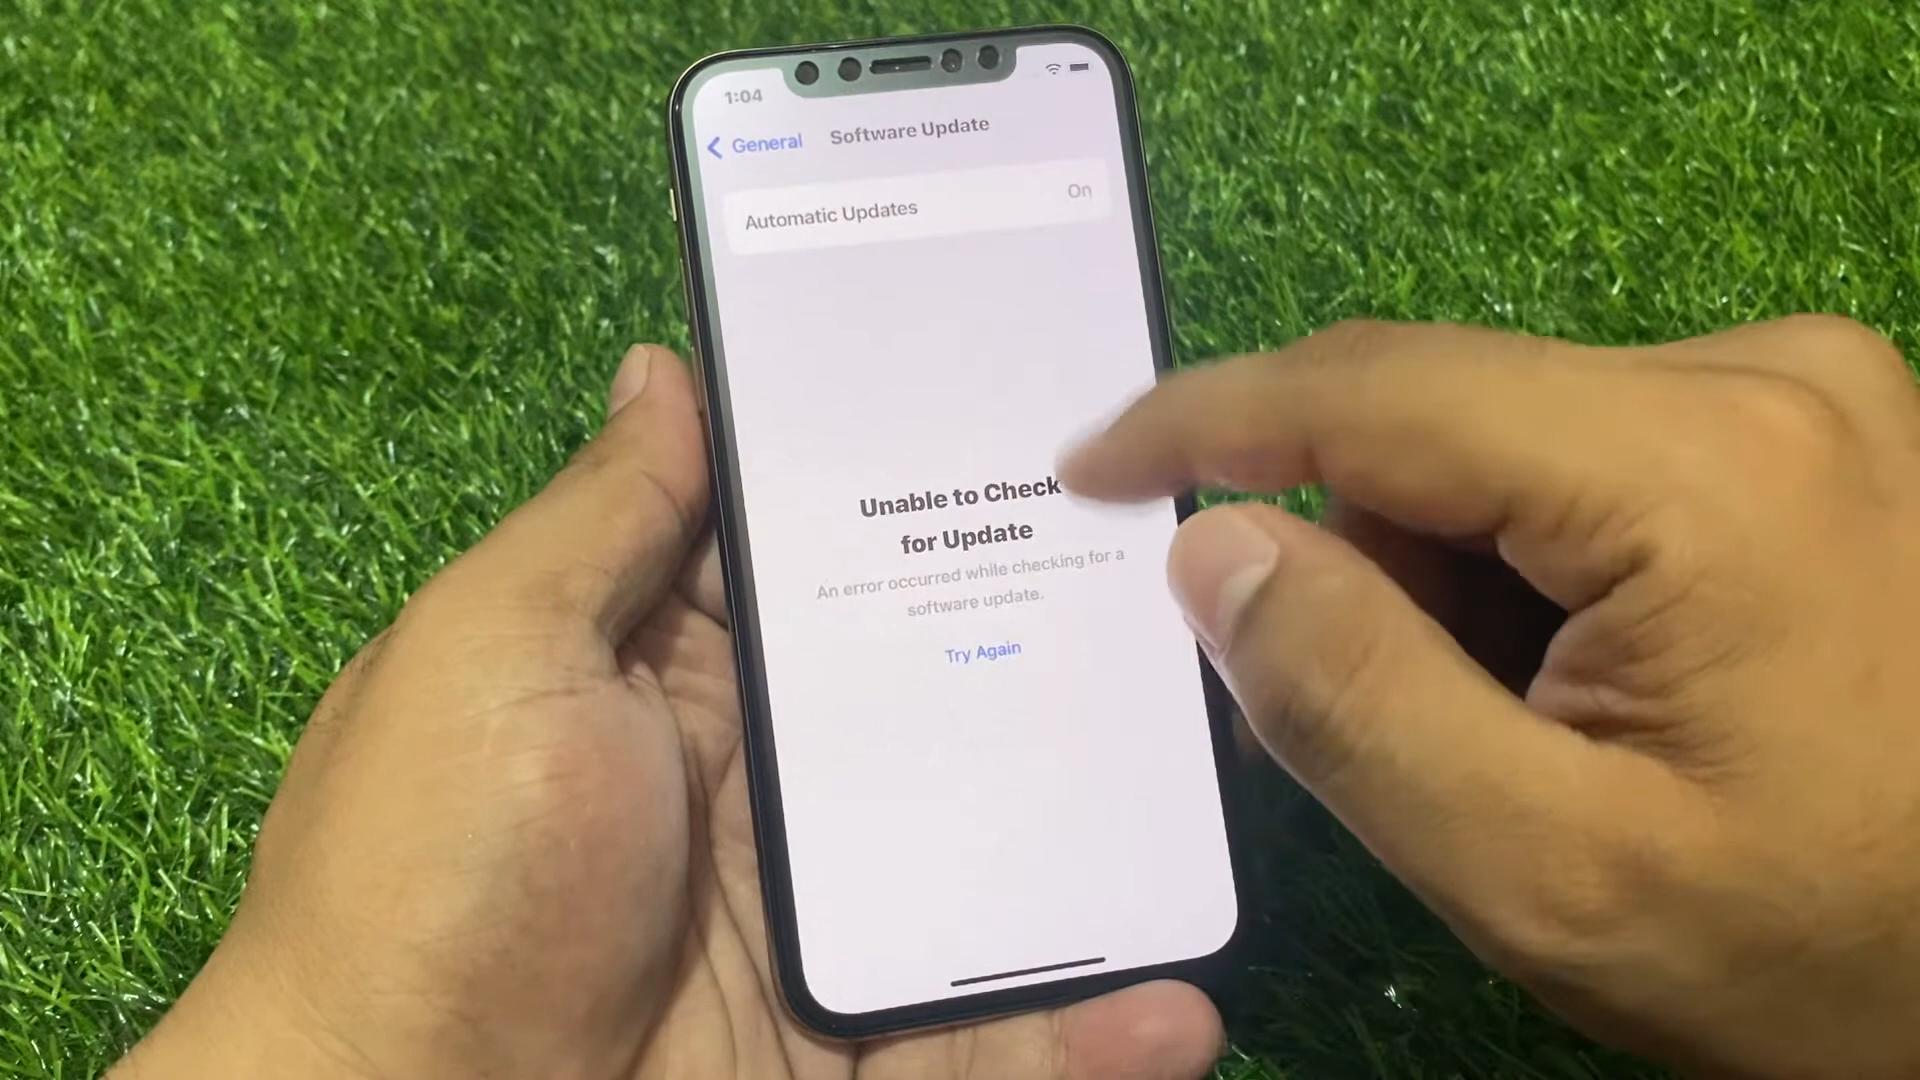 1:04
General Software Update
Automatic Updates On
Unable to Check
for Update
An error occurred while checking for a
software update.
Try Again